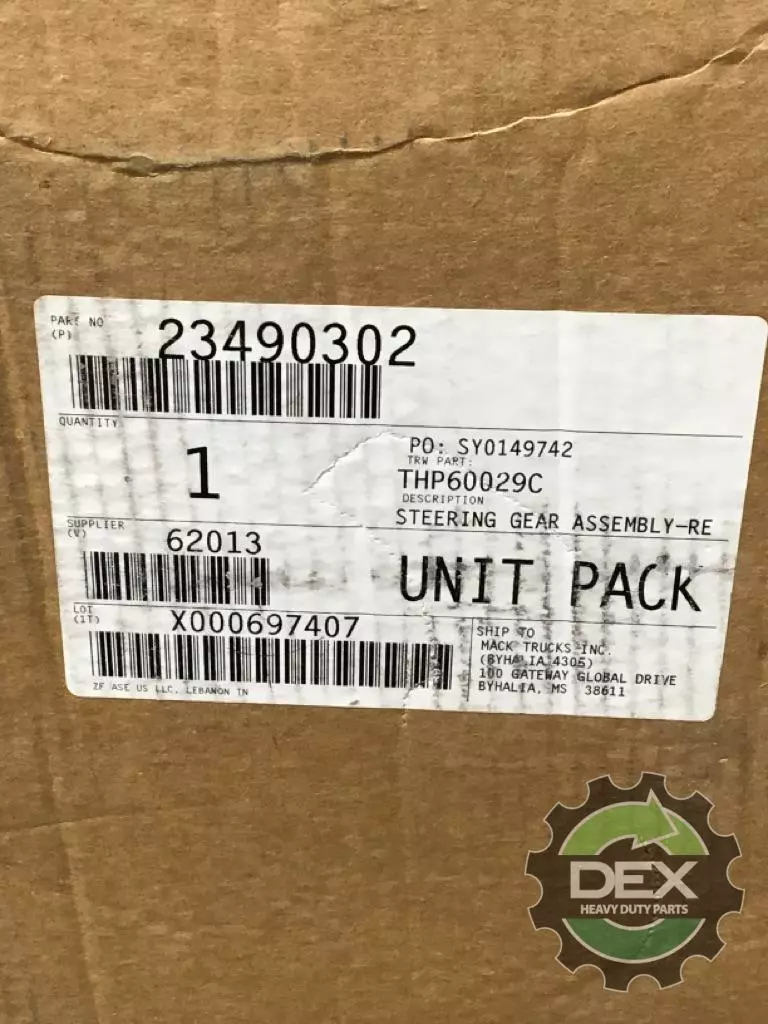 PART NO
(P)
23490302
QUANTITY
1
PO: SY0149742
TRW PART:
THP60029C
DESCRIPTION
STEERING GEAR ASSEMBLY-RE
SUPPLIER
(V)
62013
UNIT PACK
LOT
(1T)
X000697407
SHIP TO
MACK TRUCKS INC.
(BYHALIA 4305)
100 GATEWAY GLOBAL DRIVE
BYHALIA, MS 38611
ZF ASE US LLC. LEBANON TN
DEX
HEAVY DUTY PARTS